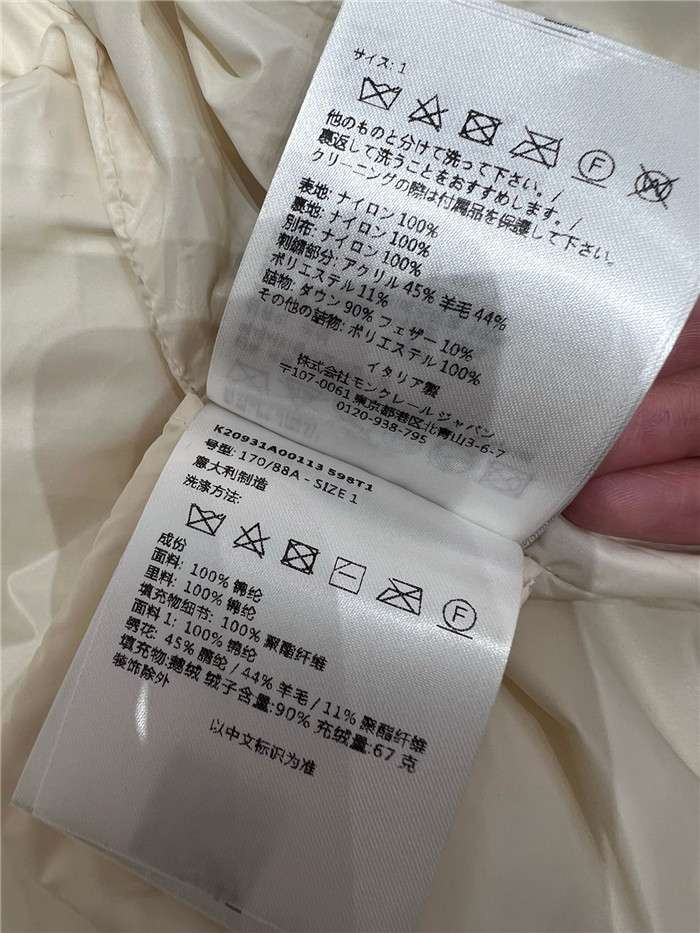 サイズ: 1
F
W
他のものと分けて洗って下さい。/
裏返して洗うことをおすすめします。/
クリーニングの際は付属品を保護して下さい。
表地: ナイロン 100%
裏地: ナイロン 100%
別布: ナイロン 100%
刺繍部分: アクリル 45% 羊毛 44%
ポリエステル 11%
詰物: ダウン 90% フェザー 10%
その他の詰物: ポリエステル 100%
イタリア製
株式会社モンクレールジャパン
〒107-0061 東京都港区北青山3-6-7
0120-938-795
K20931A00113 598T1
号型: 170/88A - SIZE 1
意大利制造
洗涤方法:
F
成份
面料: 100% 锦纶
里料: 100% 锦纶
填充物细节: 100% 聚酯纤维
面料 1: 100% 锦纶
绣花: 45% 腈纶 / 44% 羊毛 / 11% 聚酯纤维
填充物:鹅绒 绒子含量:90% 充绒量:67 克
装饰除外
以中文标识为准